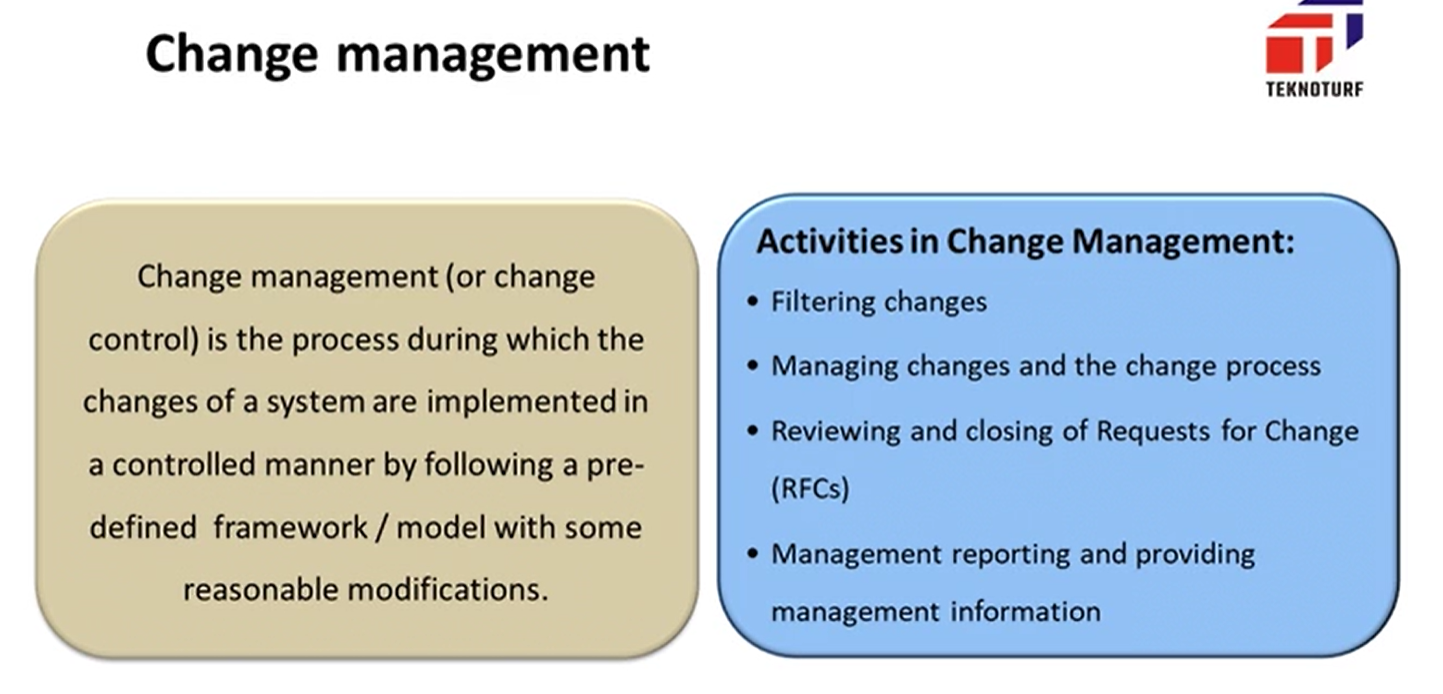 Change management
TEKNOTURF
Change management (or change
control) is the process during which the
changes of a system are implemented in
a controlled manner by following a pre-
defined framework / model with some
reasonable modifications.
Activities in Change Management:
• Filtering changes
• Managing changes and the change process
• Reviewing and closing of Requests for Change
(RFCs)
• Management reporting and providing
management information